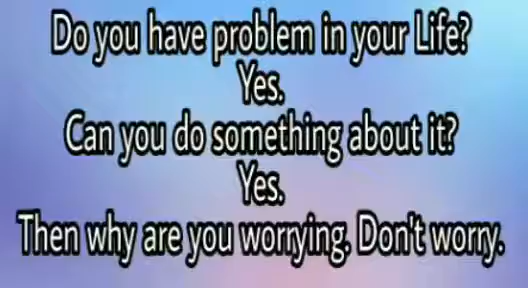 Do you have problem in your Life?
Yes.
Can you do something about it?
Yes.
Then why are you worrying. Don't worry.